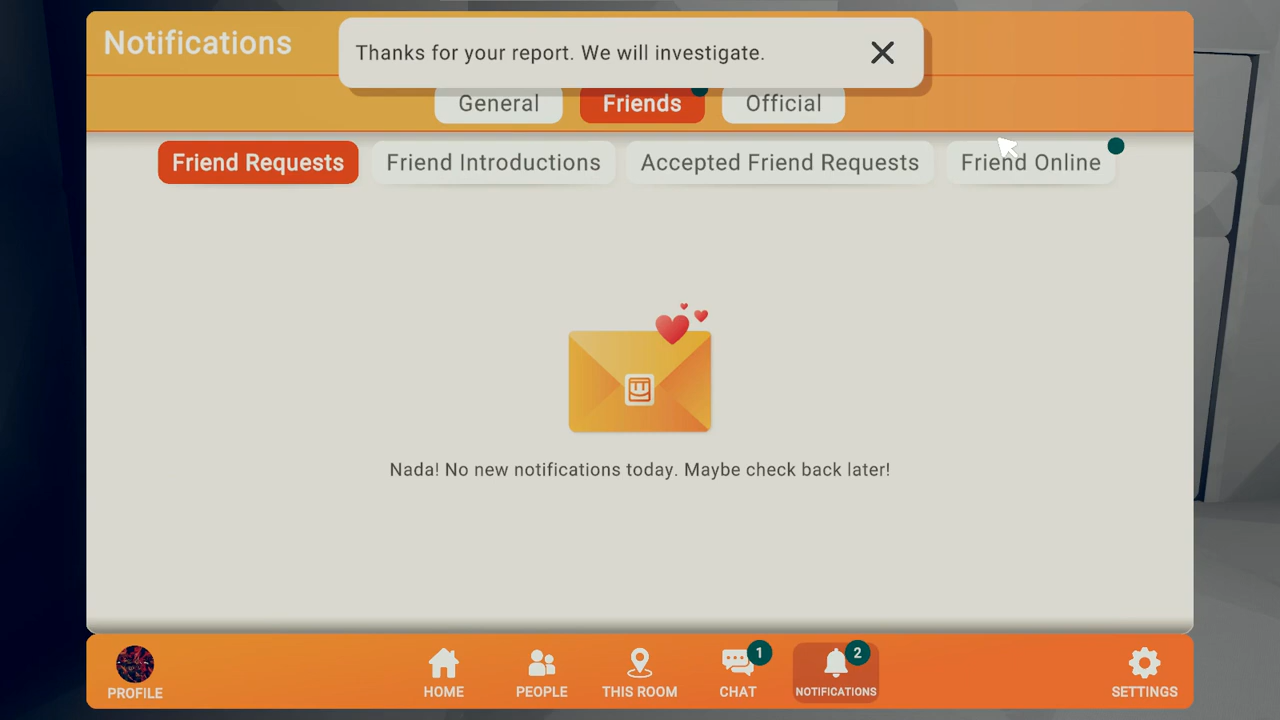 Notifications
Thanks for your report. We will investigate.
General
Friends
Official
Friend Requests
Friend Introductions
Accepted Friend Requests
Friend Online
Nada! No new notifications today. Maybe check back later!
PROFILE
HOME
PEOPLE
THIS ROOM
1
CHAT
2
NOTIFICATIONS
SETTINGS